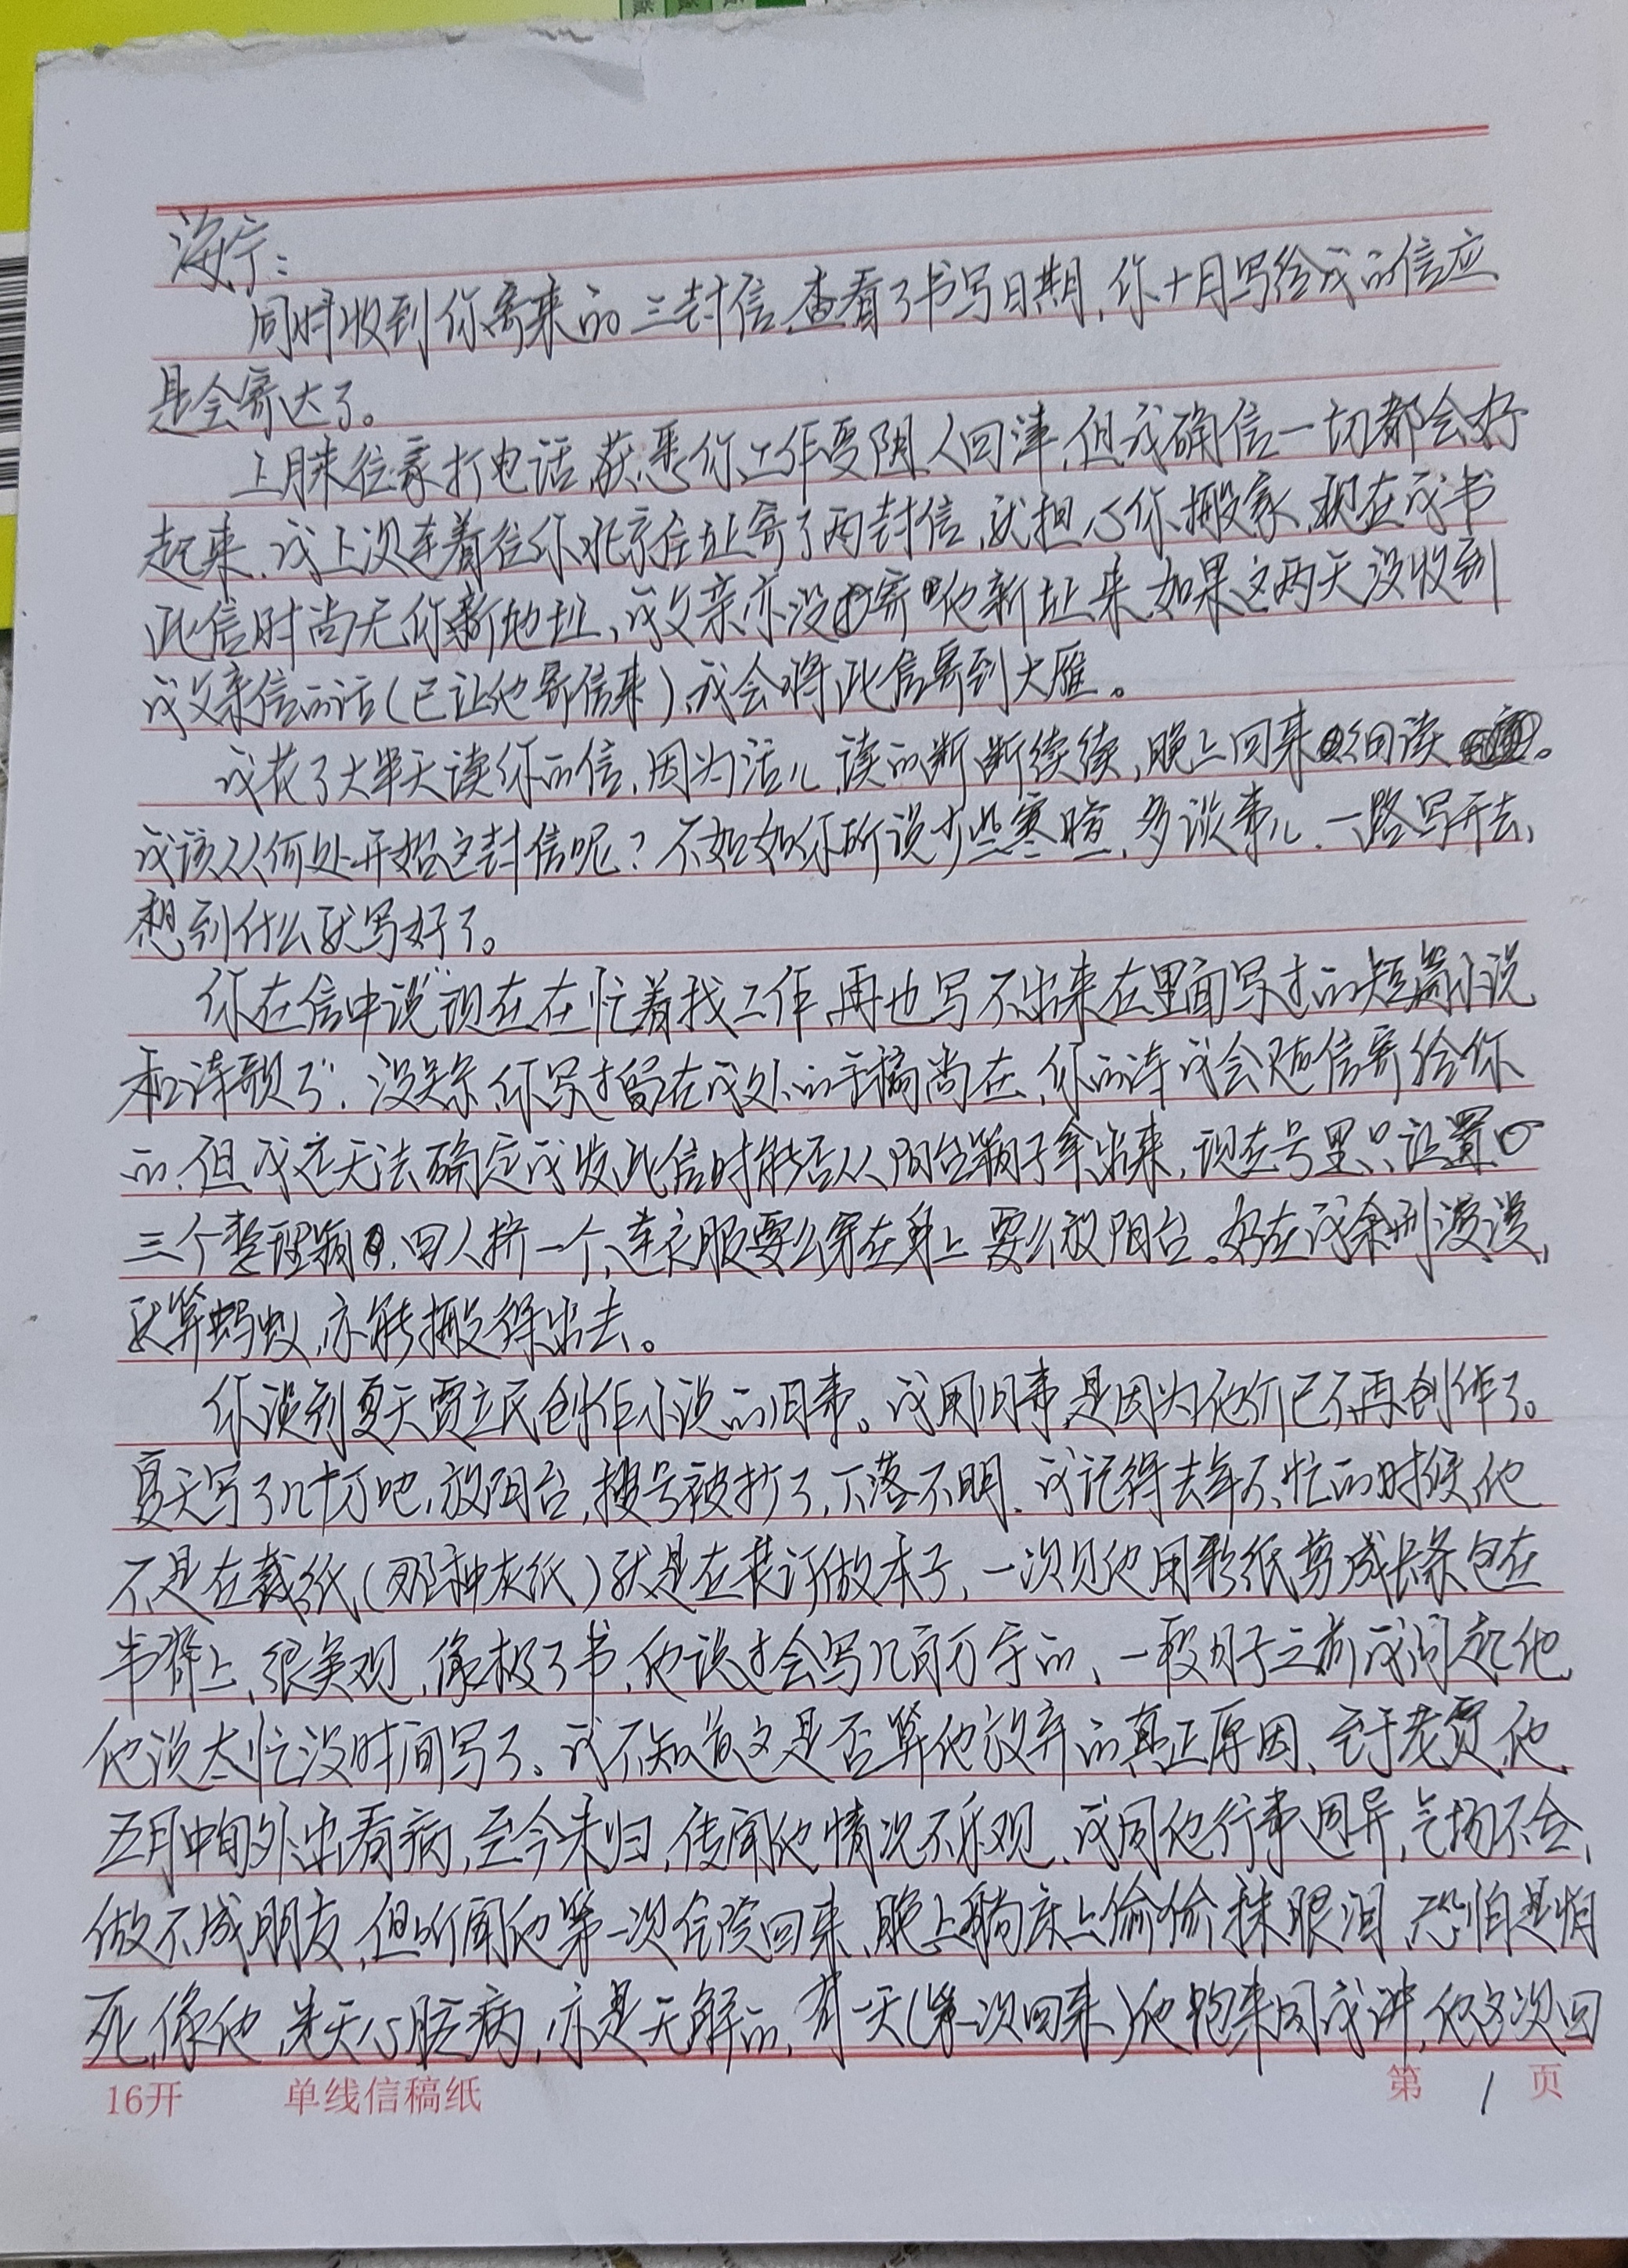 海宁：
同时收到你寄来的三封信，查看了书写日期，你十月写给我的信应
是会寄达了。
上月末往家打电话，获悉你工作受阻，人回津，但我确信一切都会好
起来，我上次连着往你北京住址寄了两封信，就担心你搬家，现在我书
此信时尚无你新地址，我父亲亦没寄他新址来，如果这两天没收到
我父亲信的话（已让他寄信来），我会将此信寄到大雁。
我花了大半天读你的信，因为活儿，读的断断续续，晚上回来细读。
我该从何处开始这封信呢？不如如你所说少些寒暄，多谈事儿，一路写开去，
想到什么就写好了。
你在信中说“现在在忙着找工作，再也写不出来在里面写过的短篇小说
和诗歌了”，没关系，你写过留在我处的手稿尚在，你的诗我会随信寄给你
的，但我还无法确定我发此信时能否从阳台箱子拿出来，现在号里只设置
三个整理箱，四人挤一个，连衣服要么穿在身上，要么放阳台。好在我余刑漫漫，
就算蚂蚁，亦能搬得出去。
你谈到夏天贾立民创作小说的旧事。我用旧事是因为他们已不再创作了。
夏天写了几十万吧，放阳台，搜号被抄了，下落不明，我记得去年不忙的时候他
不是在裁纸（那种灰纸）就是在装订做本子，一次见他用彩纸剪成长条包在
书脊上，很美观，像极了书，他说过会写几百万字的，一段日子之前我问起他，
他说太忙没时间写了。我不知道这是否算他放弃的真正原因，至于老贾，他
五月中旬外出看病，至今未归，传闻他情况不乐观，我同他行事迥异，气场不合，
做不成朋友，但听闻他第一次住院回来，晚上躺床上偷偷抹眼泪，恐怕是怕
死，像他，先天心脏病，亦是无解的，有一天（第一次回来）他跑来同我讲，他多次回
16开 单线信稿纸 第 1 页